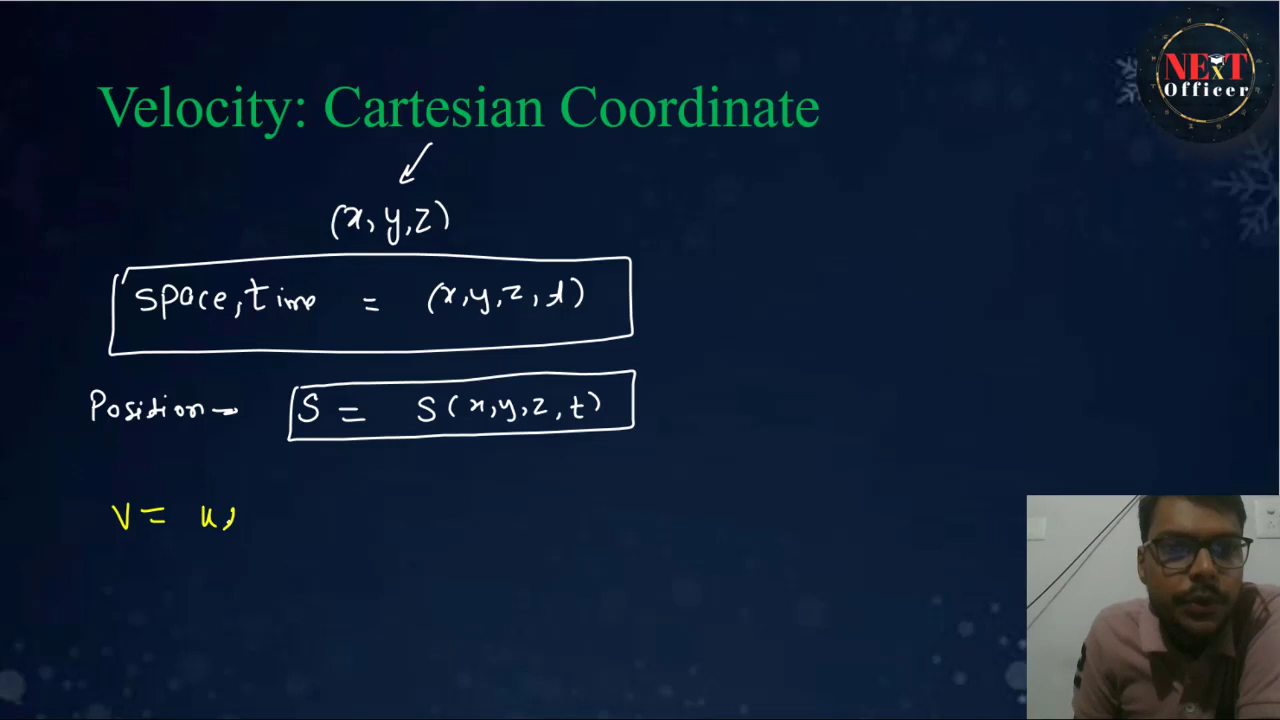 NEXT
Officer
Velocity: Cartesian Coordinate
(x, y, z)
space, time = (x, y, z, t)
Position - S = S(x, y, z, t)
V = u,